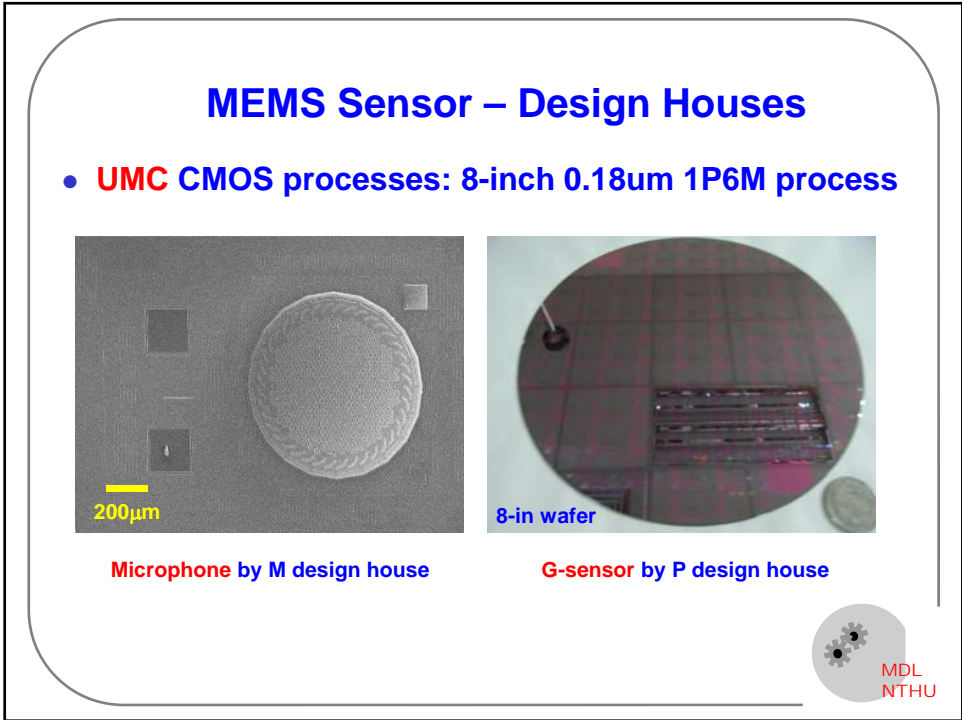 MEMS Sensor – Design Houses
● UMC CMOS processes: 8-inch 0.18um 1P6M process
200μm
8-in wafer
Microphone by M design house
G-sensor by P design house
MDL
NTHU